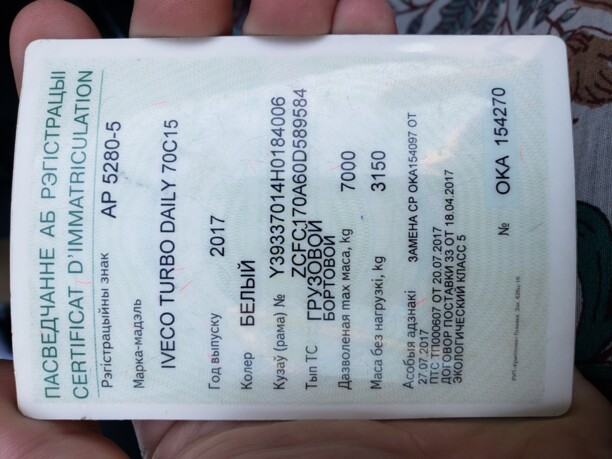 ПАСВЕДЧАННЕ АБ РЭГІСТРАЦЫІ
CERTIFICAT D'IMMATRICULATION
Рэгістрацыйны знак
АР 5280-5
Марка-мадэль
IVECO TURBO DAILY 70C15
Год выпуску 2017
Колер БЕЛЫЙ
Кузаў (рама) № Y39337014H0184006
ZCFC170A60D589584
Тып ТС ГРУЗОВОЙ
БОРТОВОЙ
Дазволеная max маса, kg 7000
Маса без нагрузкі, kg 3150
Асобыя адзнакі ЗАМЕНА СР ОКА154097 ОТ
27.07.2017
ПТС ТП000607 ОТ 20.07.2017
ДОГОВОР ПОСТАВКИ 33 ОТ 18.04.2017
ЭКОЛОГИЧЕСКИЙ КЛАСС 5
№ ОКА 154270